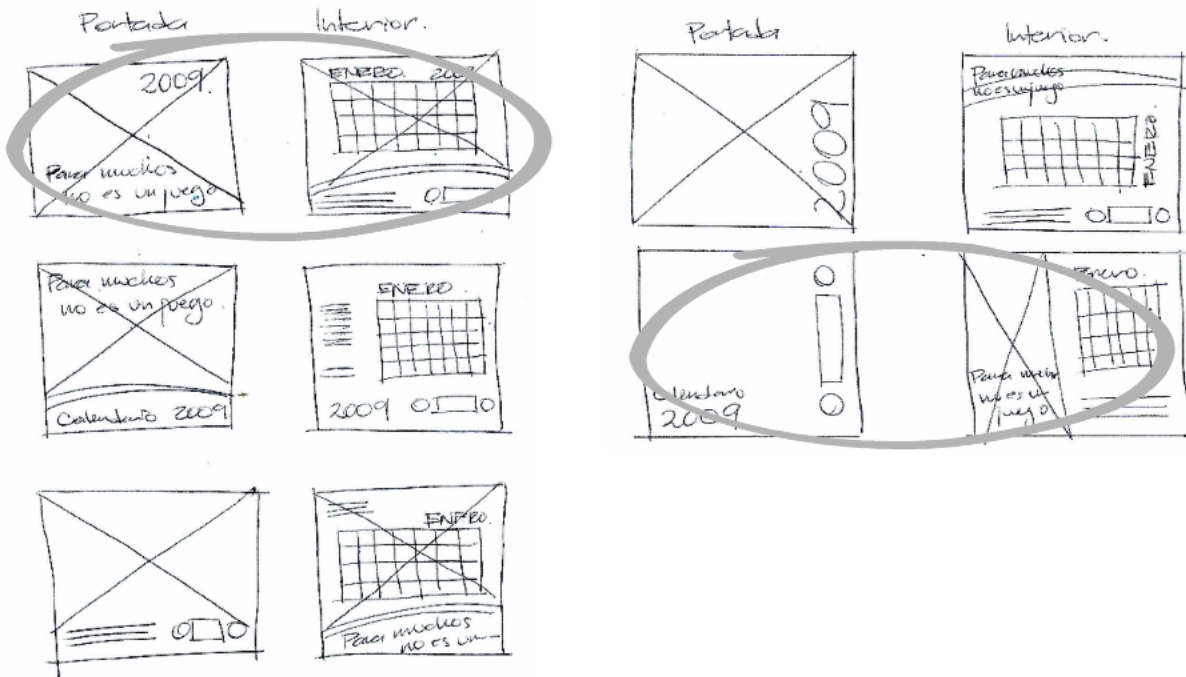 Portada
Interior.
2009.
Para muchos
no es un juego
ENERO.
Para muchos
no es un juego.
Calendario 2009
ENERO
2009
ENERO.
Para muchos
no es un
Portada
Interior.
2009
Para muchos
no es un juego
ENERO
Calendario
2009
Enero.
Para muchos
no es un
juego